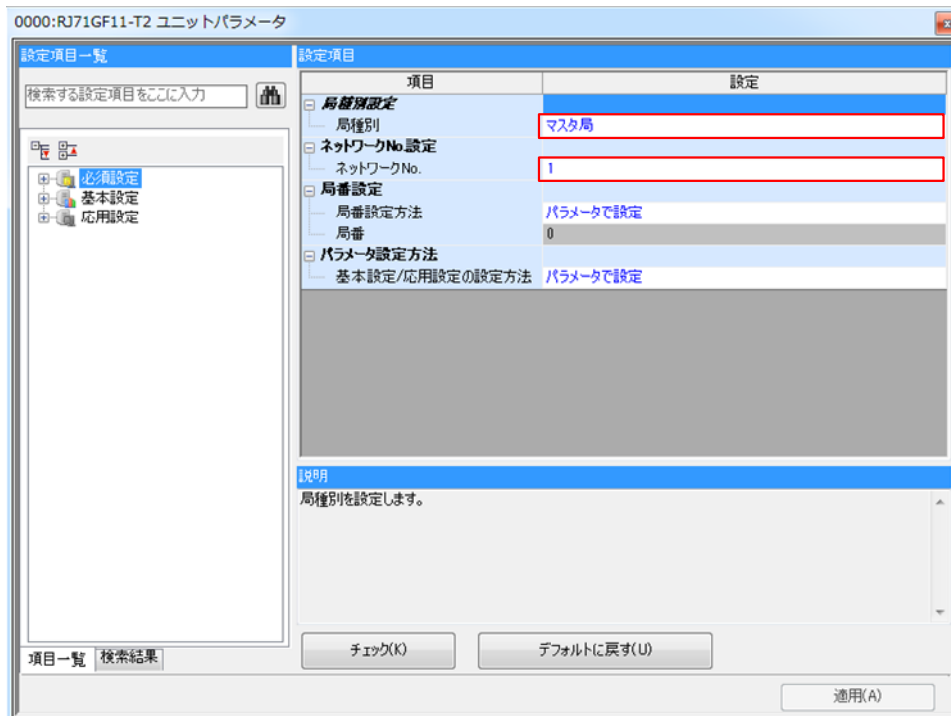 0000:RJ71GF11-T2 ユニットパラメータ
設定項目一覧
検索する設定項目をここに入力
必須設定
基本設定
応用設定
項目一覧 検索結果
設定項目
項目 設定
局種別設定
局種別 マスタ局
ネットワークNo.設定
ネットワークNo. 1
局番設定
局番設定方法 パラメータで設定
局番 0
パラメータ設定方法
基本設定/応用設定の設定方法 パラメータで設定
説明
局種別を設定します。
チェック(K) デフォルトに戻す(U)
適用(A)